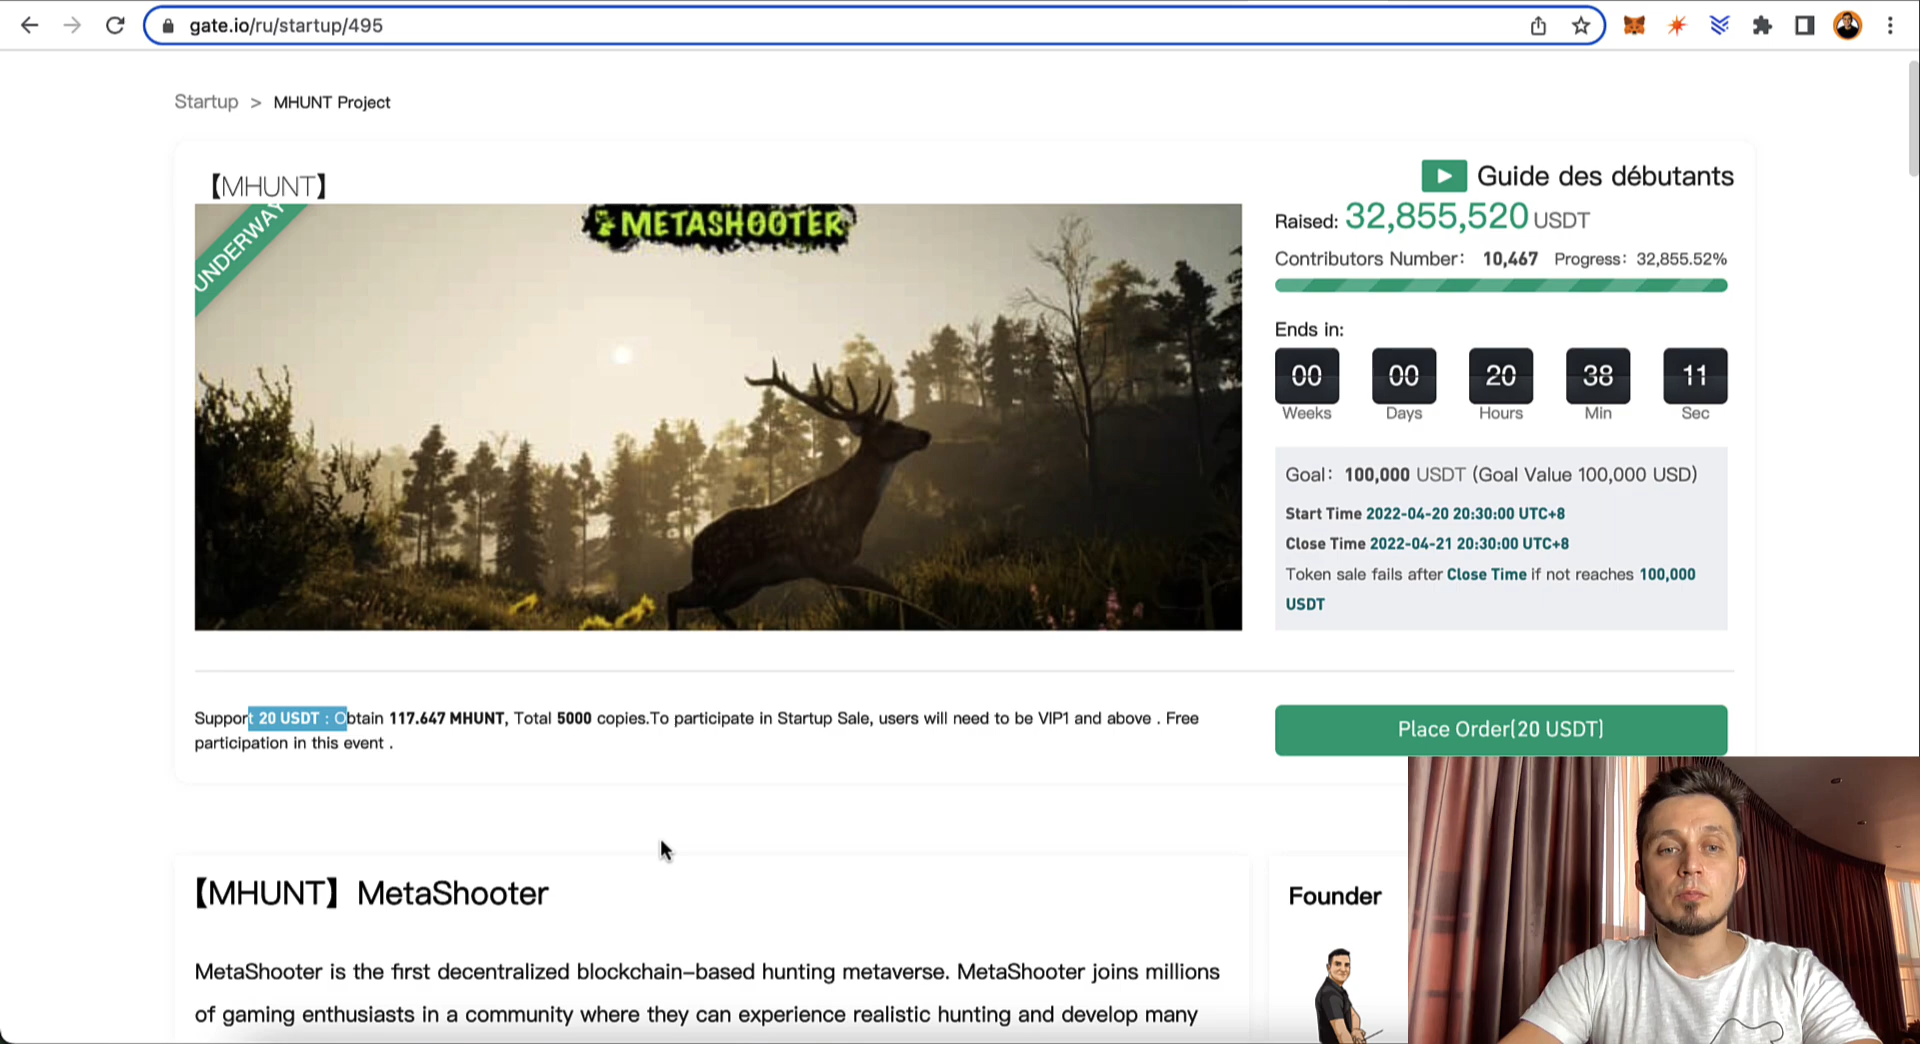 gate.io/ru/startup/495
Startup > MHUNT Project
【MHUNT】
Guide des débutants
UNDERWAY
METASHOOTER
Raised: 32,855,520 USDT
Contributors Number: 10,467 Progress: 32,855.52%
Ends in:
00 00 20 38 11
Weeks Days Hours Min Sec
Goal: 100,000 USDT (Goal Value 100,000 USD)
Start Time 2022-04-20 20:30:00 UTC+8
Close Time 2022-04-21 20:30:00 UTC+8
Token sale fails after Close Time if not reaches 100,000
USDT
Support 20 USDT : Obtain 117.647 MHUNT, Total 5000 copies.To participate in Startup Sale, users will need to be VIP1 and above . Free
participation in this event .
Place Order(20 USDT)
【MHUNT】 MetaShooter
Founder
MetaShooter is the first decentralized blockchain-based hunting metaverse. MetaShooter joins millions
of gaming enthusiasts in a community where they can experience realistic hunting and develop many